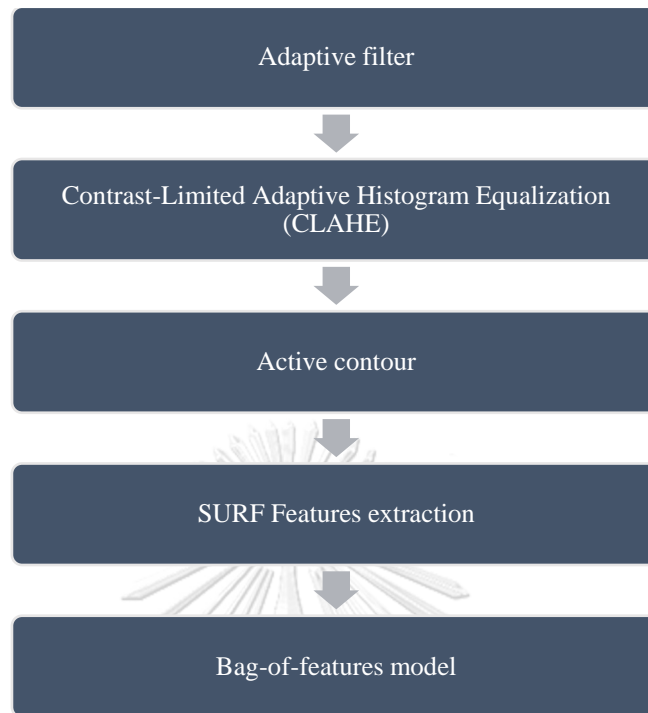 Adaptive filter
Contrast-Limited Adaptive Histogram Equalization
(CLAHE)
Active contour
SURF Features extraction
Bag-of-features model